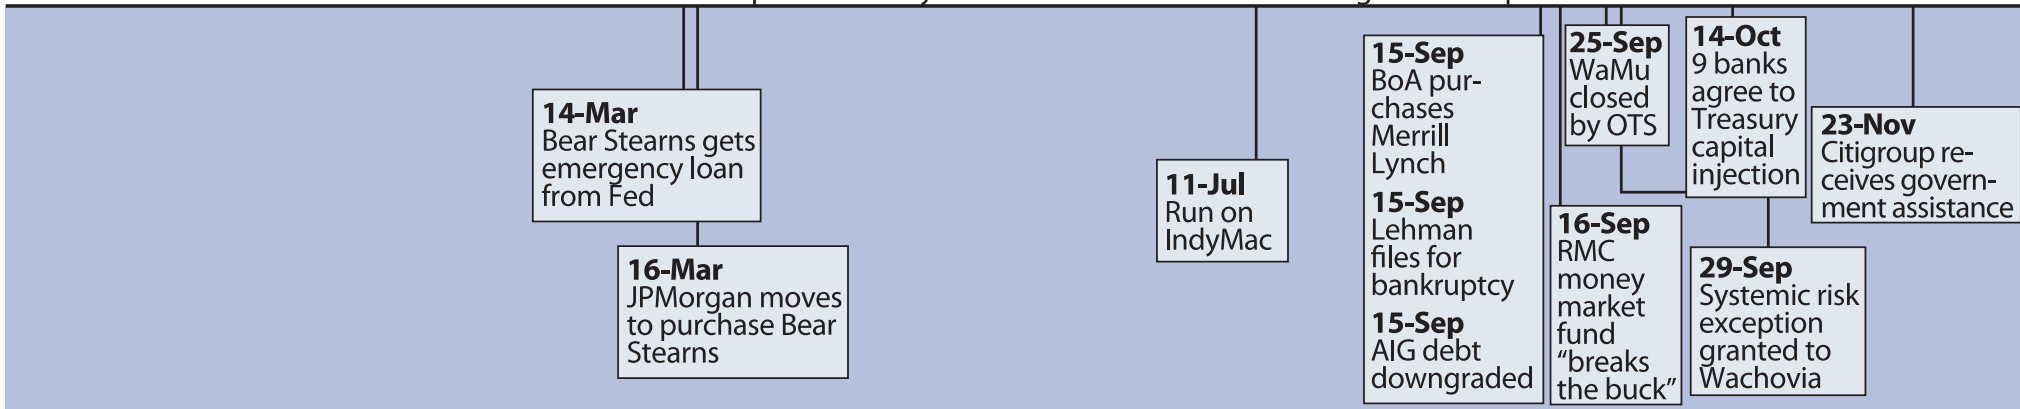 14-Mar
Bear Stearns gets
emergency loan
from Fed
16-Mar
JPMorgan moves
to purchase Bear
Stearns
11-Jul
Run on
IndyMac
15-Sep
BoA pur-
chases
Merrill
Lynch
15-Sep
Lehman
files for
bankruptcy
15-Sep
AIG debt
downgraded
16-Sep
RMC
money
market
fund
“breaks
the buck”
25-Sep
WaMu
closed
by OTS
29-Sep
Systemic risk
exception
granted to
Wachovia
14-Oct
9 banks
agree to
Treasury
capital
injection
23-Nov
Citigroup re-
ceives govern-
ment assistance